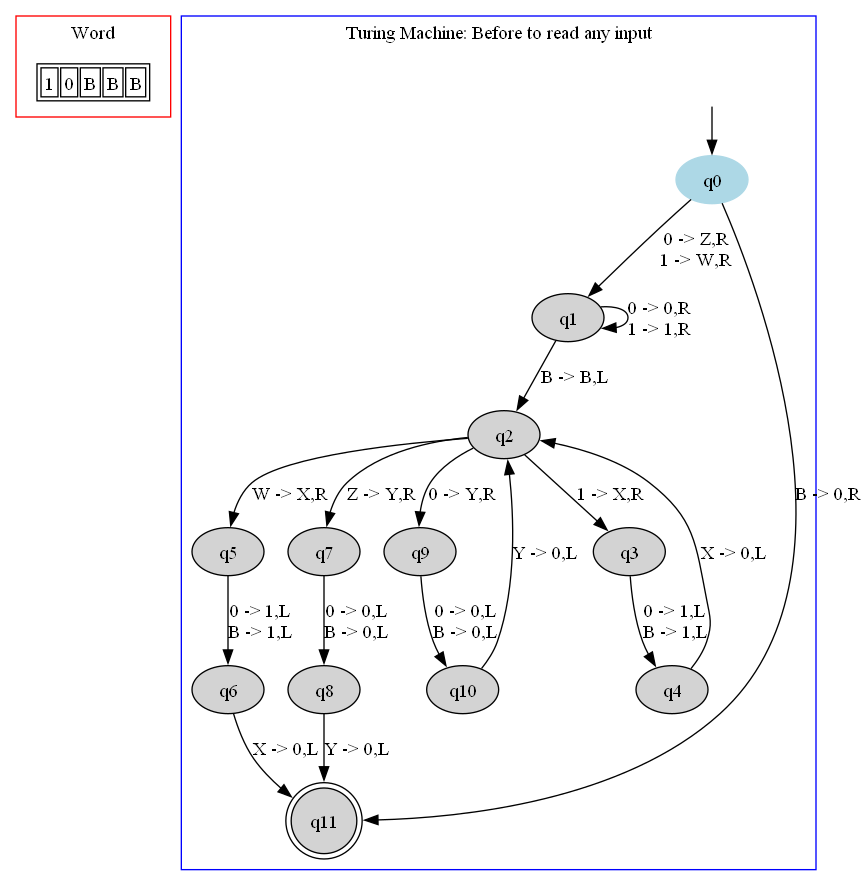 Word
1 0 B B B
Turing Machine: Before to read any input
q0
0 -> Z,R
1 -> W,R
q1
0 -> 0,R
1 -> 1,R
B -> B,L
q2
W -> X,R
Z -> Y,R
0 -> Y,R
1 -> X,R
B -> 0,R
q5
q7
q9
q3
Y -> 0,L
X -> 0,L
0 -> 1,L
B -> 1,L
0 -> 0,L
B -> 0,L
0 -> 0,L
B -> 0,L
0 -> 1,L
B -> 1,L
q6
q8
q10
q4
X -> 0,L
Y -> 0,L
q11